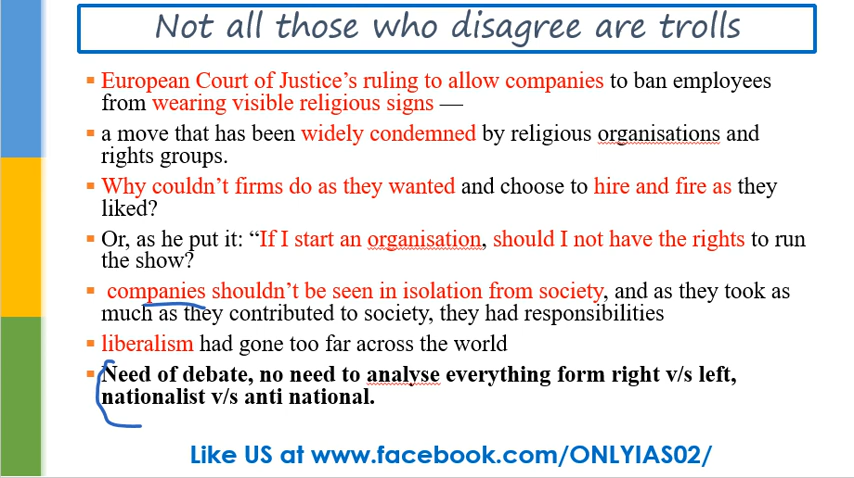 Not all those who disagree are trolls
European Court of Justice's ruling to allow companies to ban employees
from wearing visible religious signs —
a move that has been widely condemned by religious organisations and
rights groups.
Why couldn't firms do as they wanted and choose to hire and fire as they
liked?
Or, as he put it: “If I start an organisation, should I not have the rights to run
the show?
companies shouldn't be seen in isolation from society, and as they took as
much as they contributed to society, they had responsibilities
liberalism had gone too far across the world
Need of debate, no need to analyse everything form right v/s left,
nationalist v/s anti national.
Like US at www.facebook.com/ONLYIAS02/